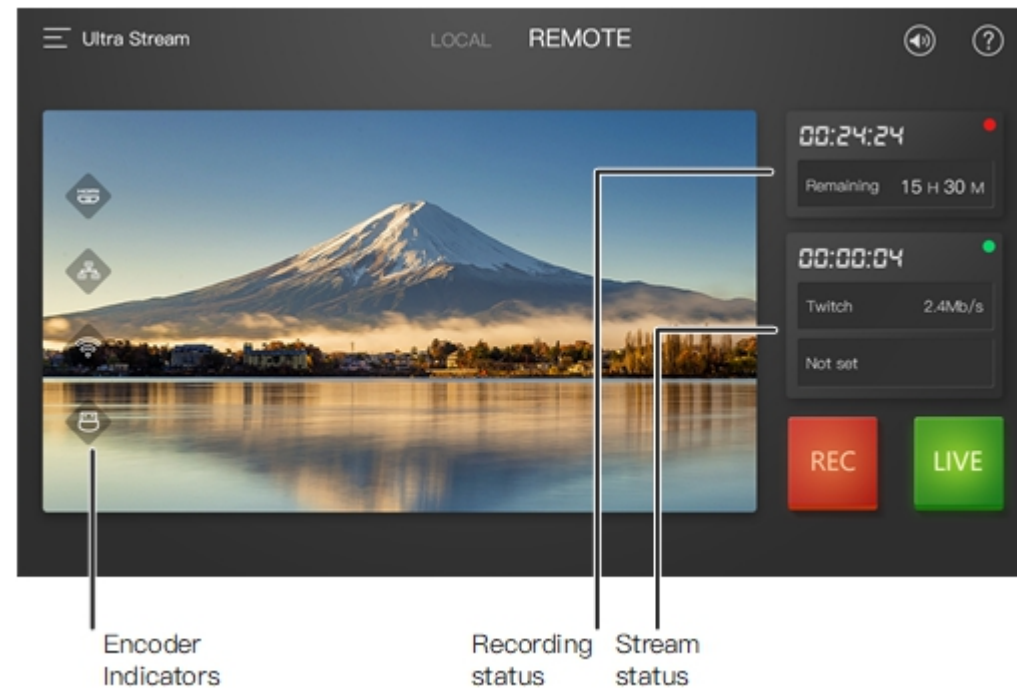 Ultra Stream
LOCAL REMOTE
?
HDMI
00:24:24
Remaining 15 H 30 M
00:00:04
Twitch 2.4Mb/s
Not set
REC LIVE
Encoder
Indicators
Recording
status
Stream
status